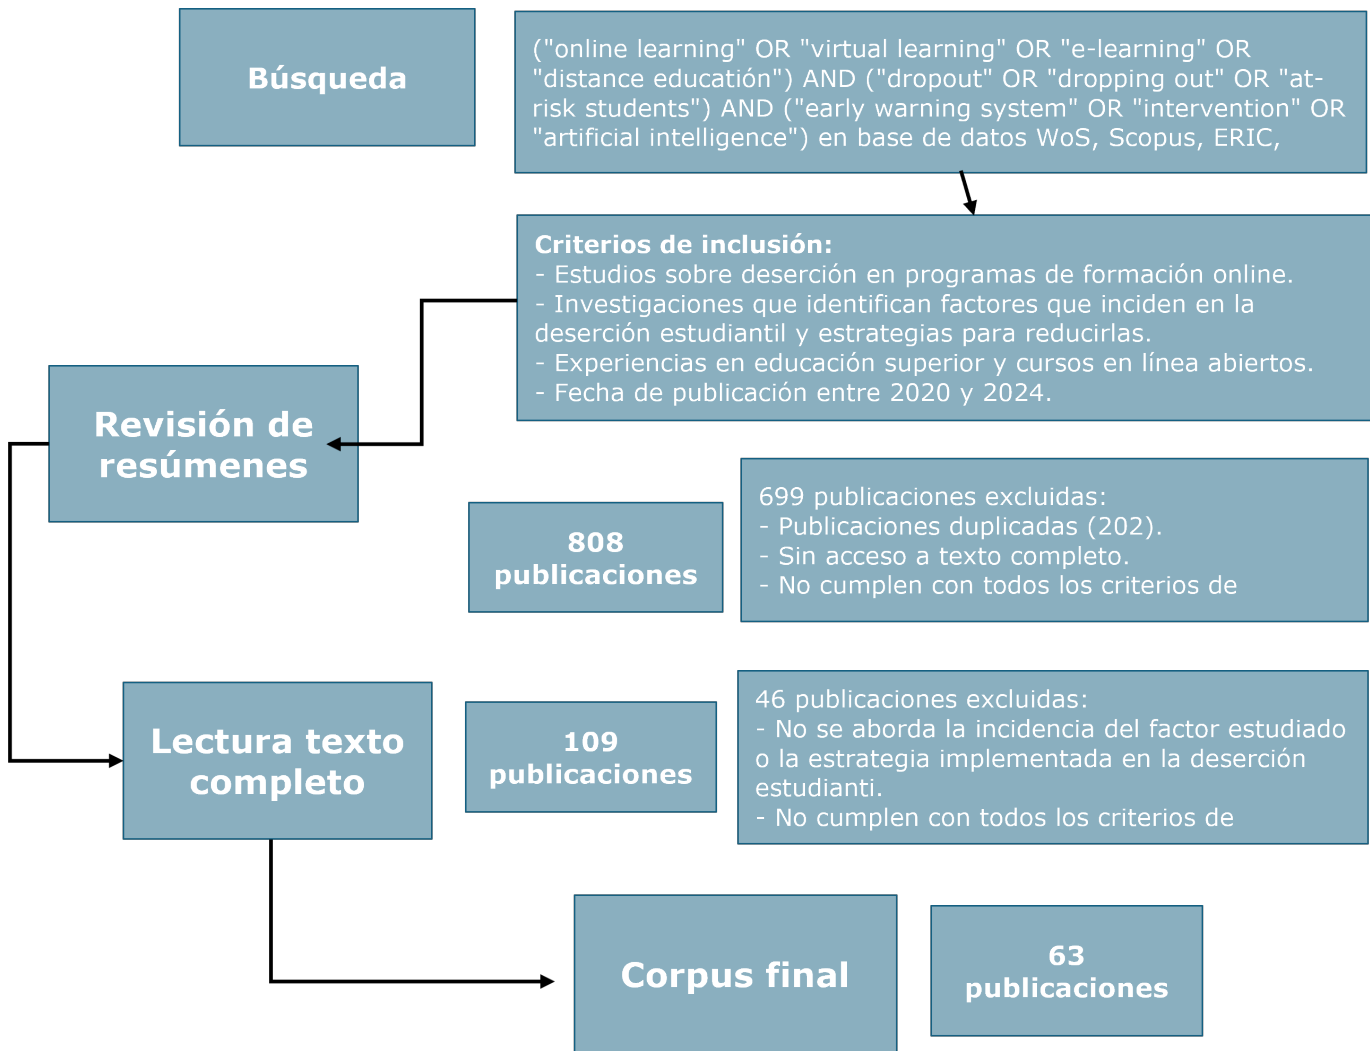 Búsqueda
("online learning" OR "virtual learning" OR "e-learning" OR
"distance educatión") AND ("dropout" OR "dropping out" OR "at-
risk students") AND ("early warning system" OR "intervention" OR
"artificial intelligence") en base de datos WoS, Scopus, ERIC,
Criterios de inclusión:
- Estudios sobre deserción en programas de formación online.
- Investigaciones que identifican factores que inciden en la
deserción estudiantil y estrategias para reducirlas.
- Experiencias en educación superior y cursos en línea abiertos.
- Fecha de publicación entre 2020 y 2024.
Revisión de
resúmenes
808
publicaciones
699 publicaciones excluidas:
- Publicaciones duplicadas (202).
- Sin acceso a texto completo.
- No cumplen con todos los criterios de
Lectura texto
completo
109
publicaciones
46 publicaciones excluidas:
- No se aborda la incidencia del factor estudiado
o la estrategia implementada en la deserción
estudianti.
- No cumplen con todos los criterios de
Corpus final
63
publicaciones